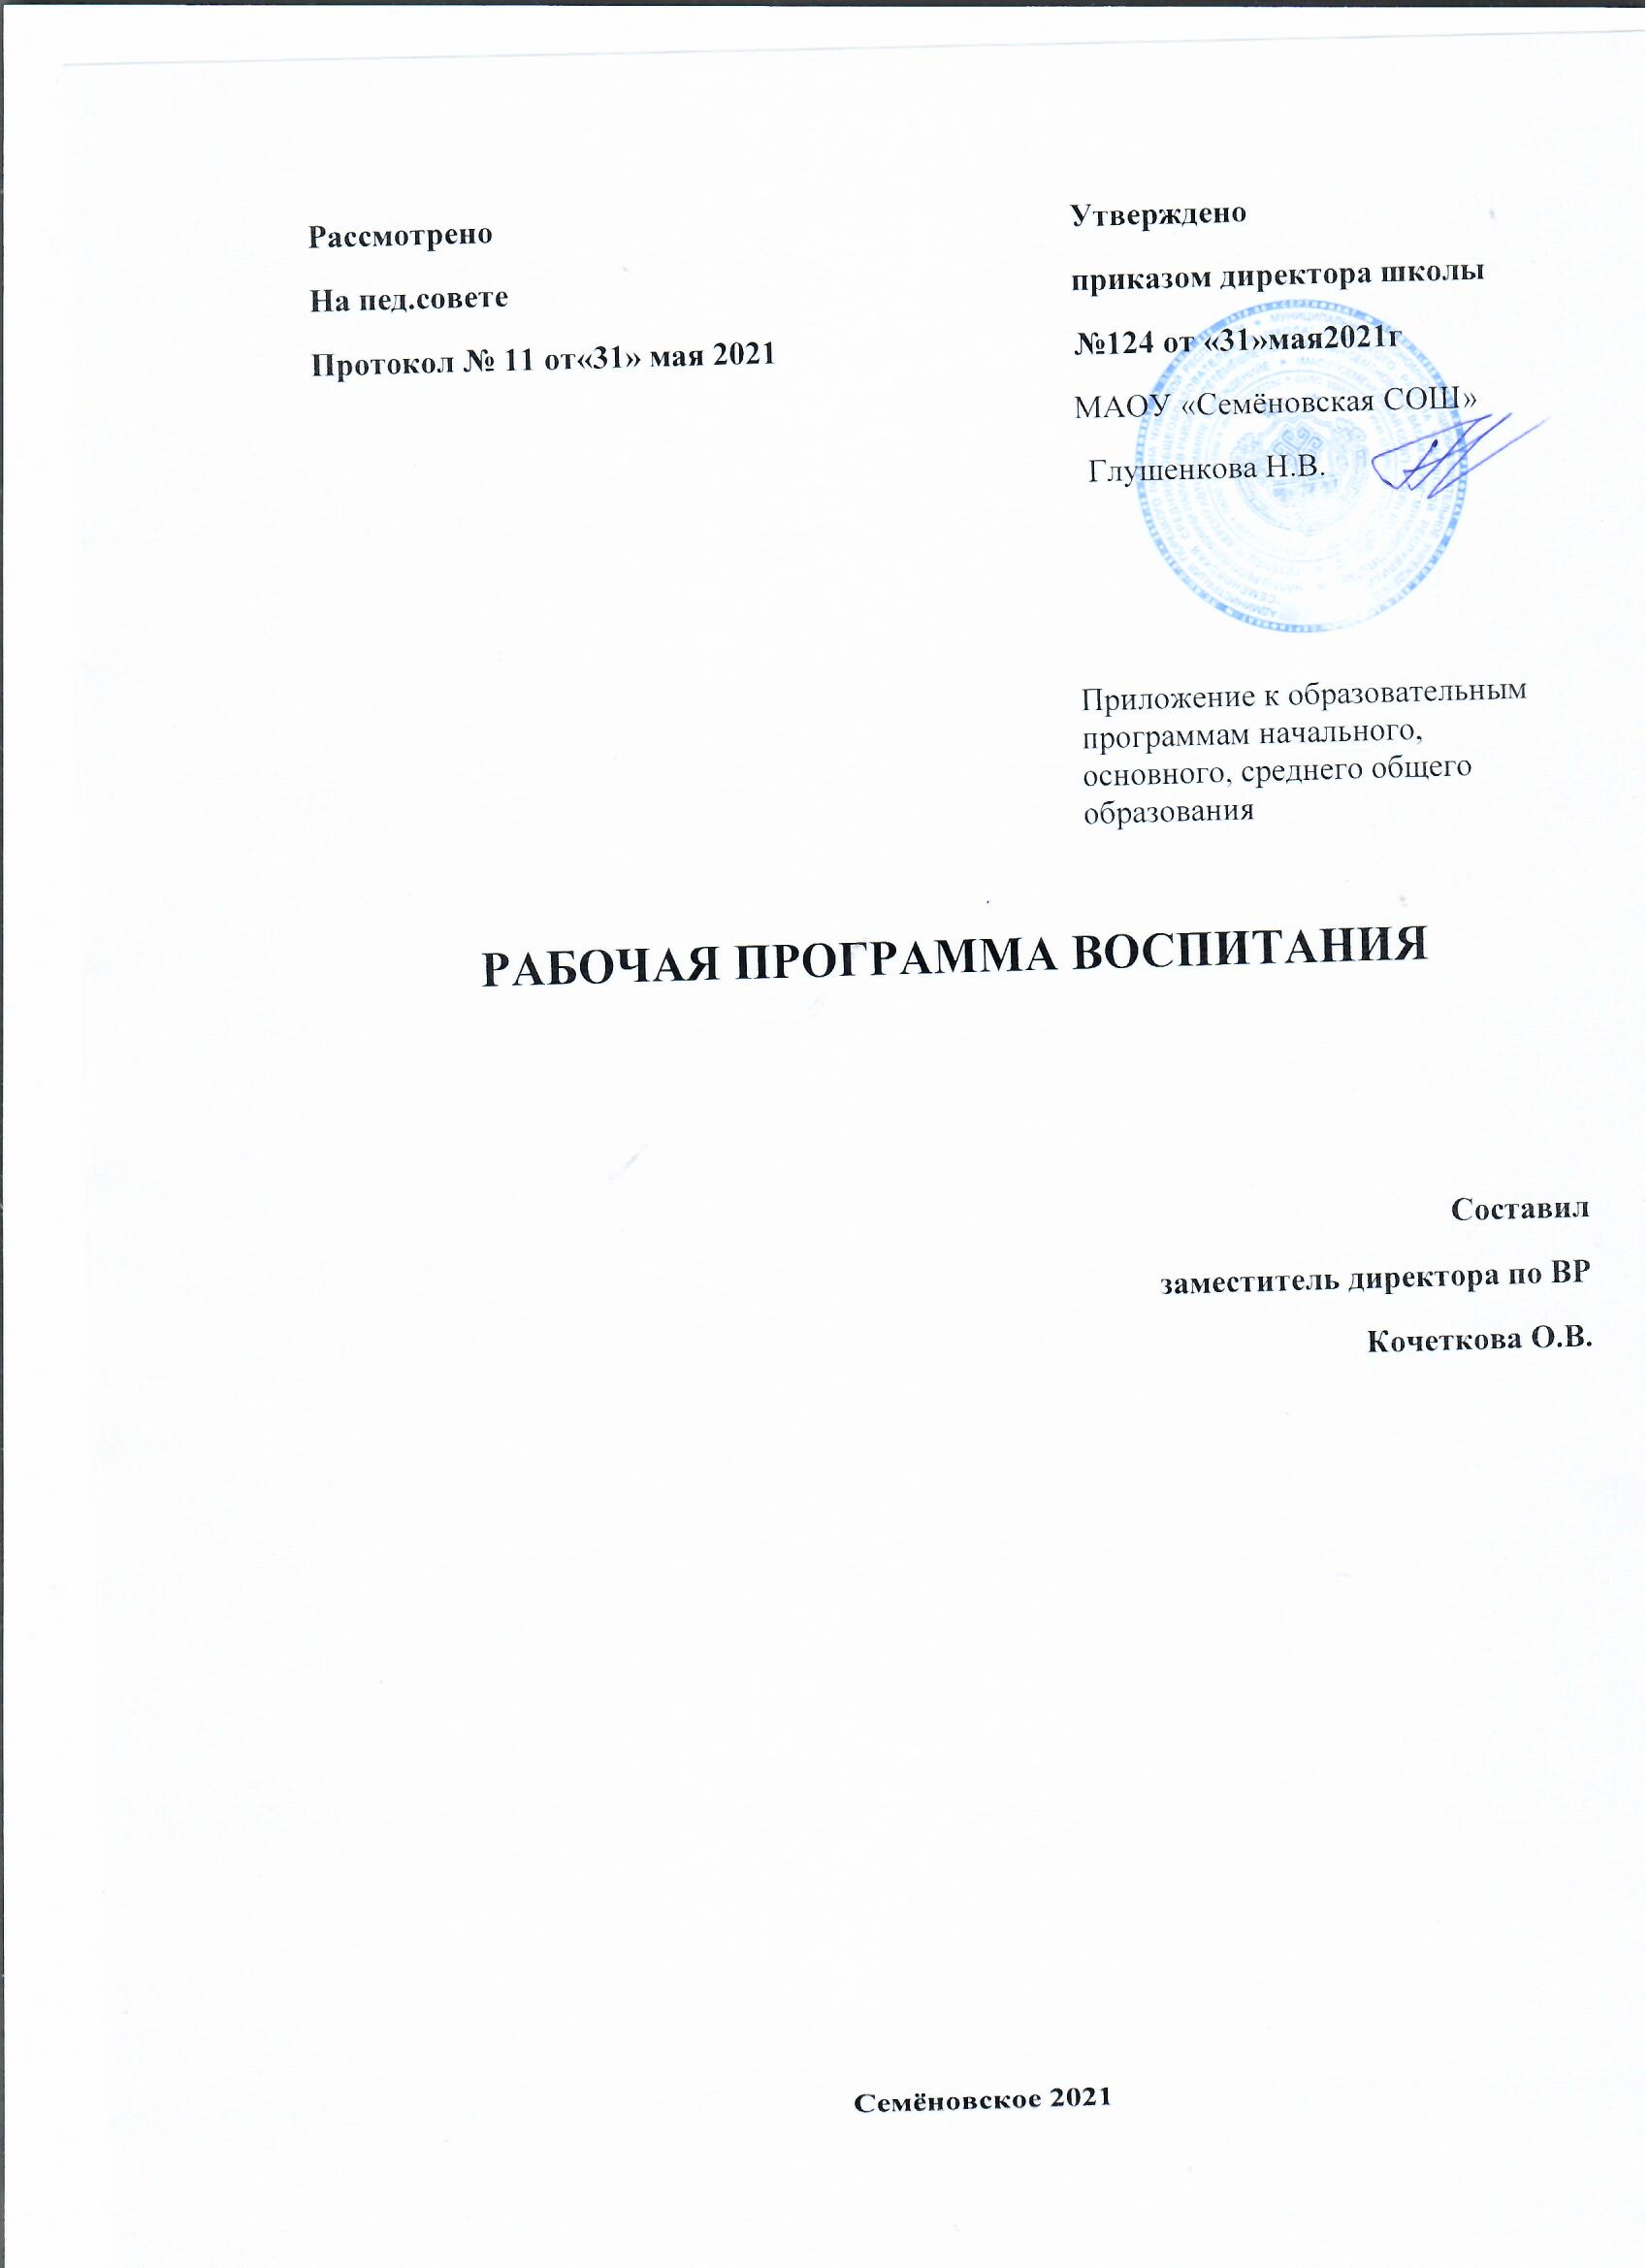 Рассмотрено
На пед.совете
Протокол № 11 от«31» мая 2021
Утверждено
приказом директора школы
№124 от «31»мая2021г
МАОУ «Семёновская СОШ»
Глушенкова Н.В.
Приложение к образовательным
программам начального,
основного, среднего общего
образования
РАБОЧАЯ ПРОГРАММА ВОСПИТАНИЯ
Составил
заместитель директора по ВР
Кочеткова О.В.
Семёновское 2021